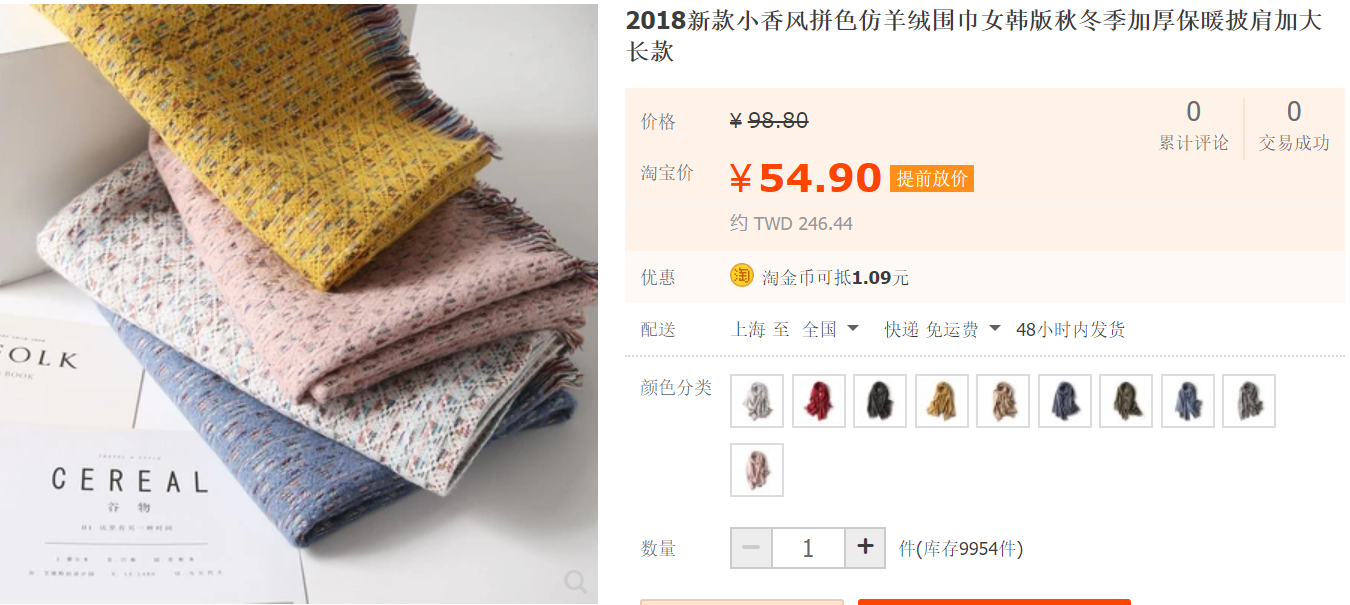 2018新款小香风拼色仿羊绒围巾女韩版秋冬季加厚保暖披肩加大
长款
价格
¥ 98.80
0
累计评论
0
交易成功
淘宝价
¥ 54.90 提前放价
约 TWD 246.44
优惠
淘
淘金币可抵1.09元
配送
上海 至 全国
快递 免运费
48小时内发货
颜色分类
数量
1
件(库存9954件)
OLK
BOOK
CEREAL
谷 物